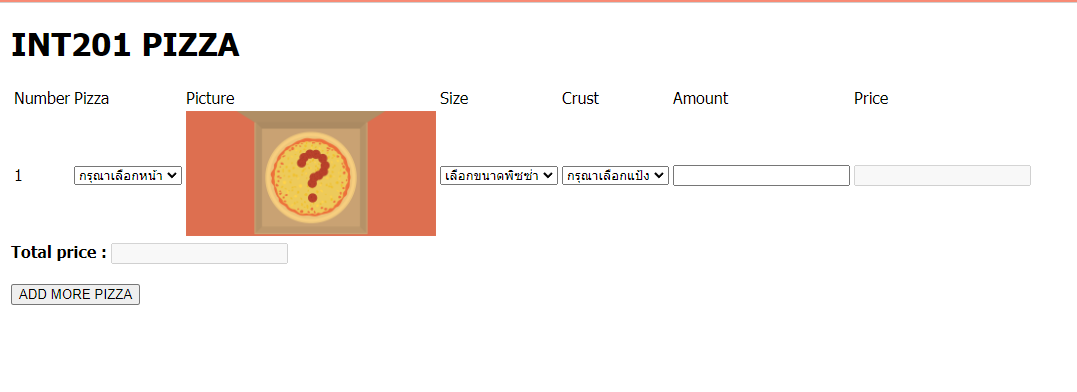 INT201 PIZZA
Number Pizza Picture Size Crust Amount Price
1 กรุณาเลือกหน้า ? เลือกขนาดพิซซ่า กรุณาเลือกแป้ง
Total price :
ADD MORE PIZZA